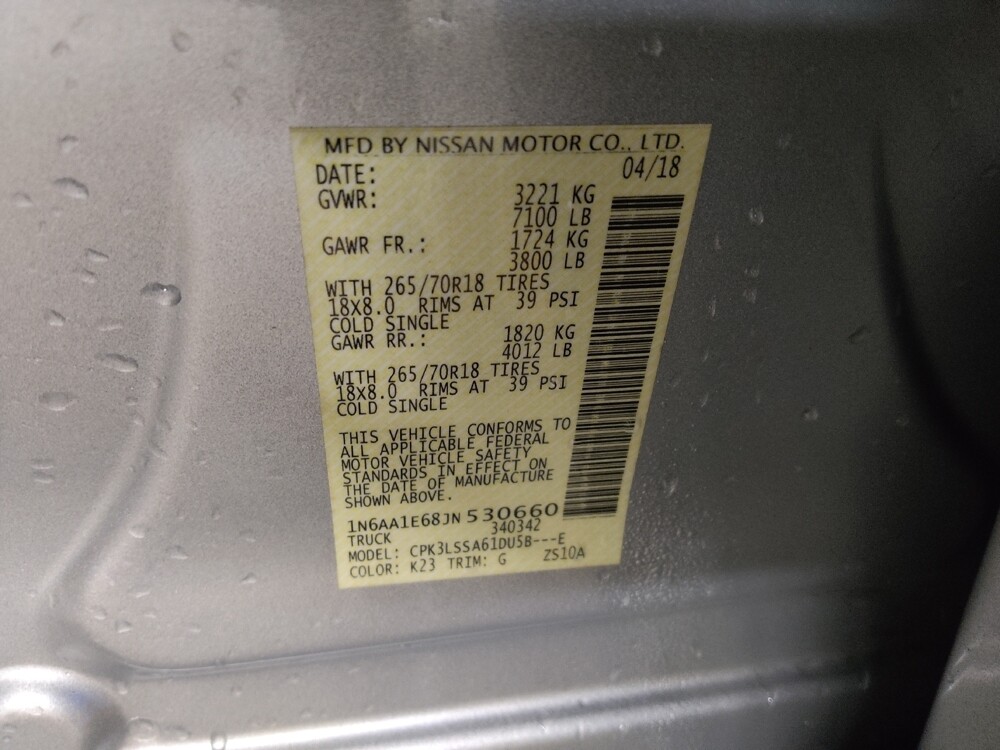 MFD BY NISSAN MOTOR CO., LTD.
DATE: 04/18
GVWR: 3221 KG
7100 LB
GAWR FR.: 1724 KG
3800 LB
WITH 265/70R18 TIRES
18X8.0 RIMS AT 39 PSI
COLD SINGLE
GAWR RR.: 1820 KG
4012 LB
WITH 265/70R18 TIRES
18X8.0 RIMS AT 39 PSI
COLD SINGLE
THIS VEHICLE CONFORMS TO
ALL APPLICABLE FEDERAL
MOTOR VEHICLE SAFETY
STANDARDS IN EFFECT ON
THE DATE OF MANUFACTURE
SHOWN ABOVE.
1N6AA1E68JN530660
TRUCK 340342
MODEL: CPK3LSSA61DU5B---E
COLOR: K23 TRIM: G ZS10A